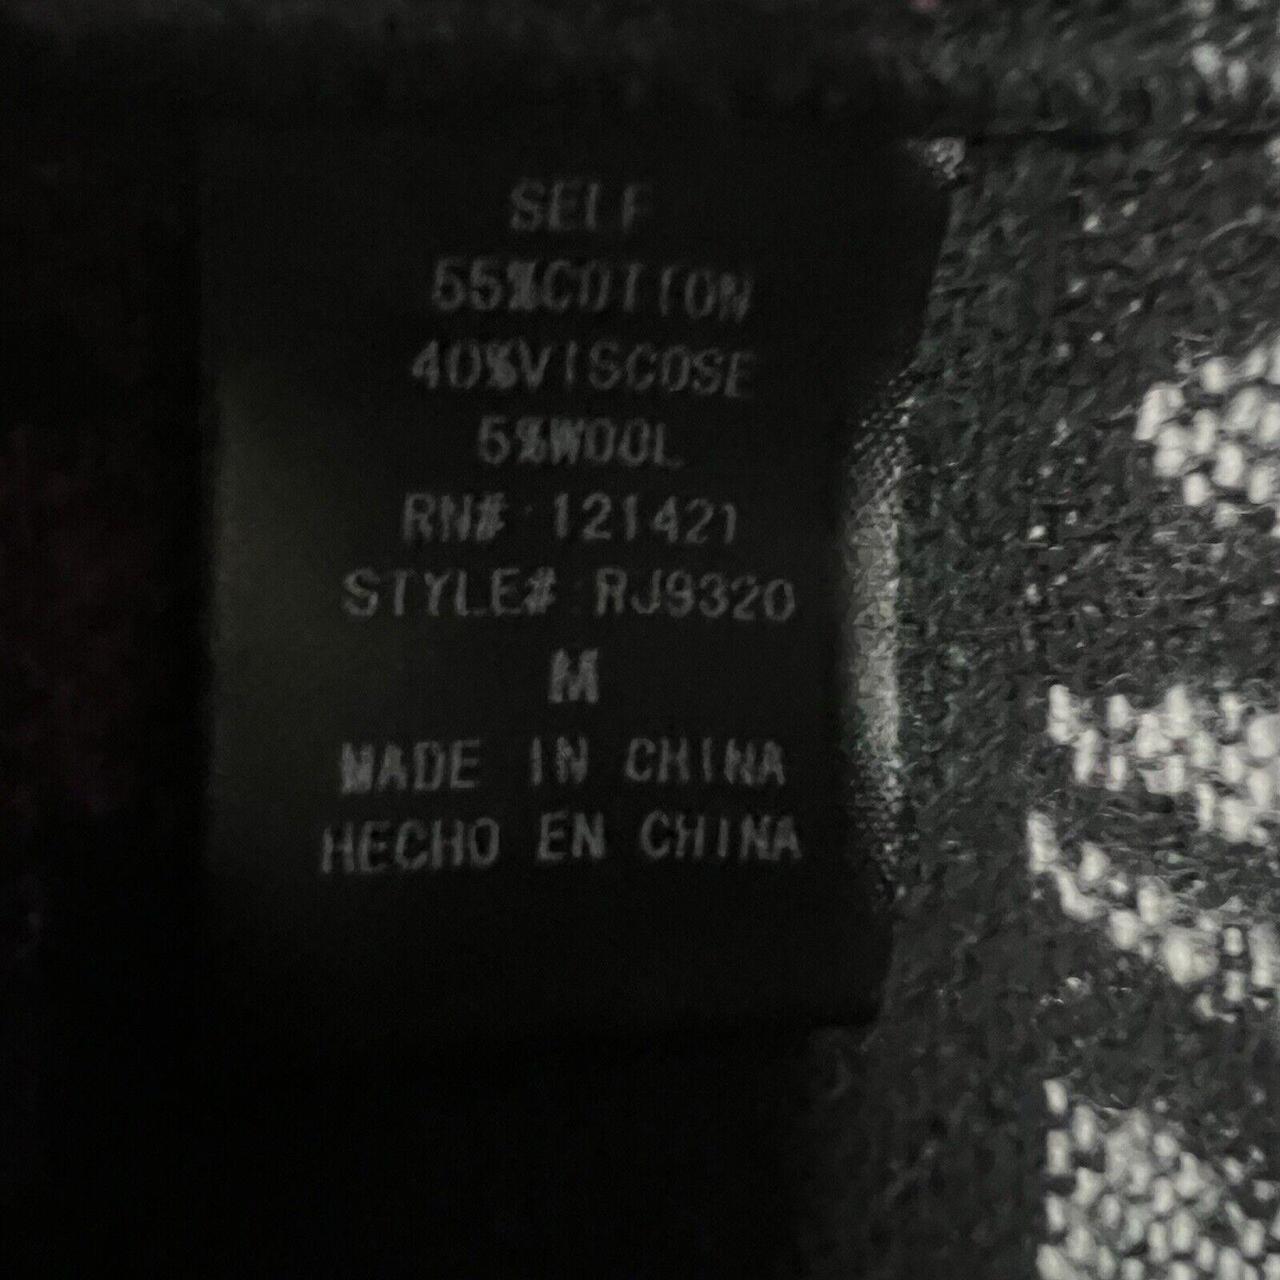 SELF
55%COTTON
40%VISCOSE
5%WOOL
RN# 121421
STYLE# RJ9320
M
MADE IN CHINA
HECHO EN CHINA